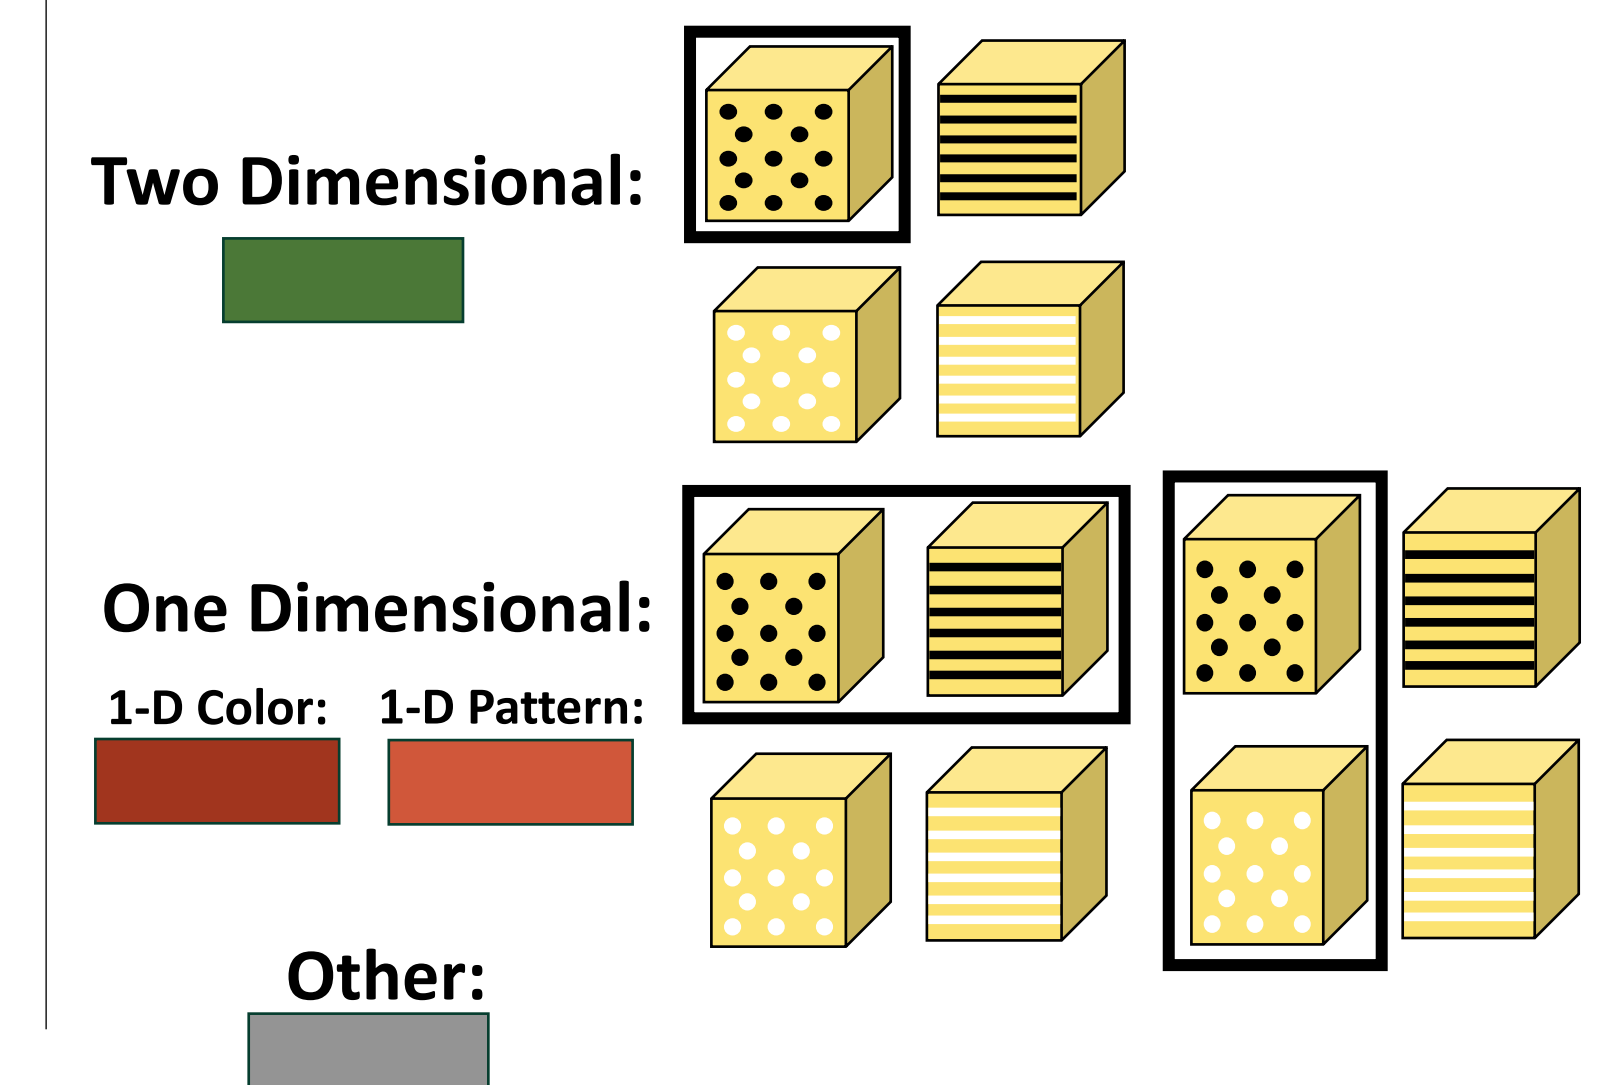 Two Dimensional:
One Dimensional:
1-D Color: 1-D Pattern:
Other: